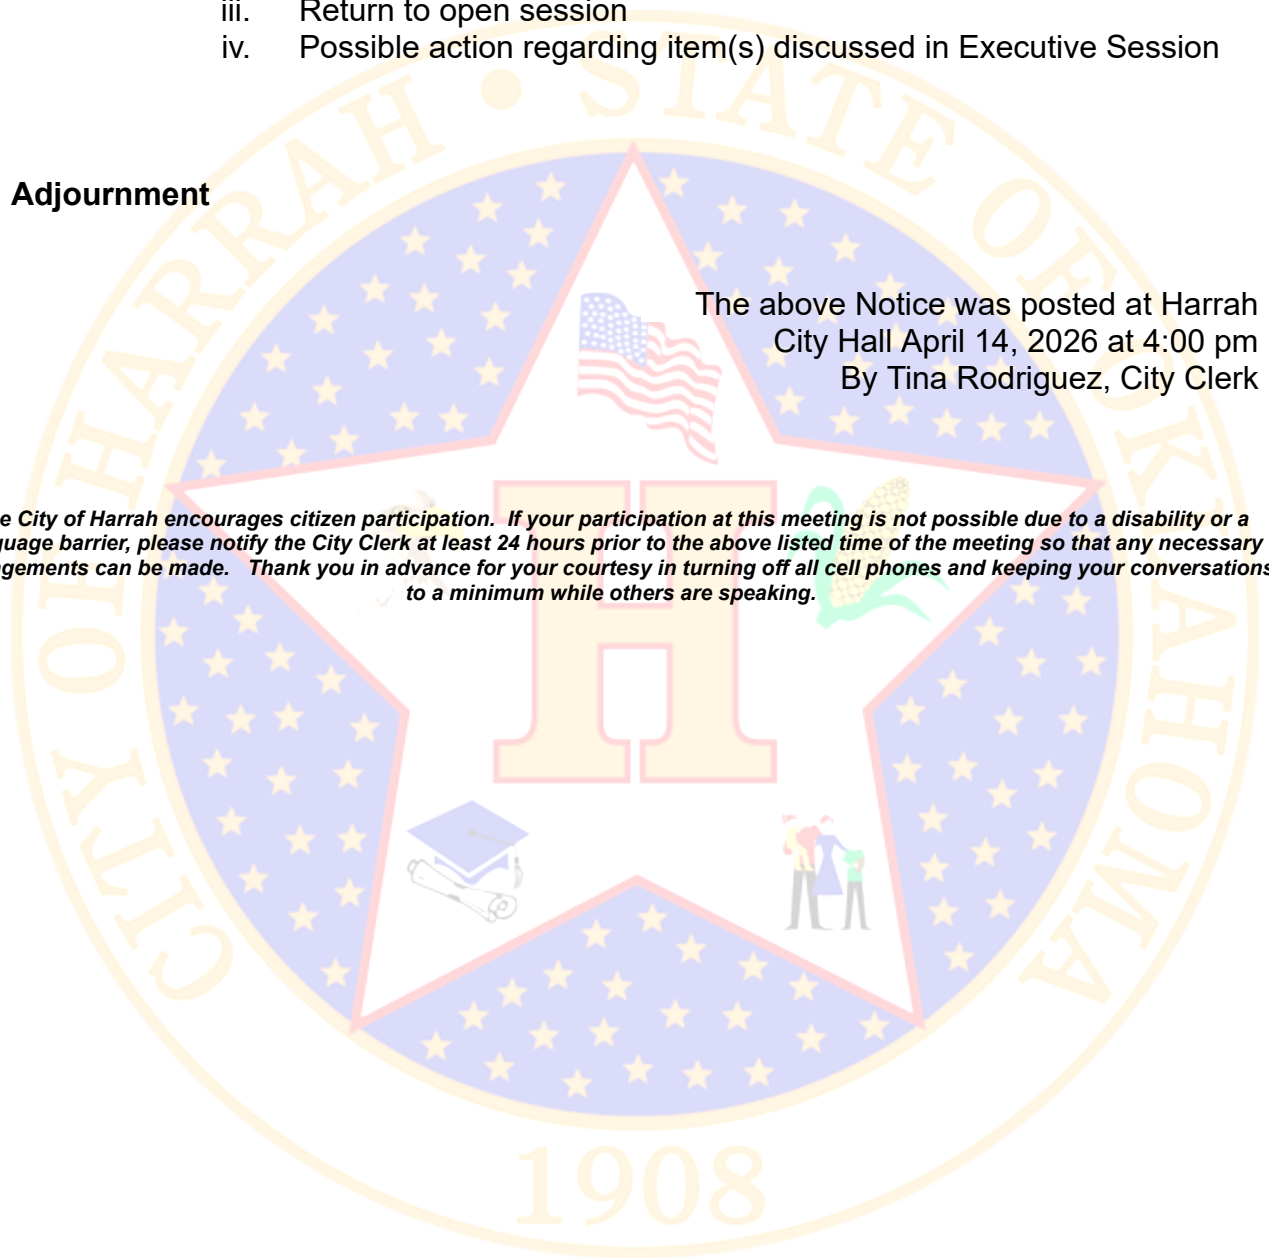 iii. Return to open session
iv. Possible action regarding item(s) discussed in Executive Session
Adjournment
The above Notice was posted at Harrah
City Hall April 14, 2026 at 4:00 pm
By Tina Rodriguez, City Clerk
City of Harrah encourages citizen participation. If your participation at this meeting is not possible due to a disability or a
barrier, please notify the City Clerk at least 24 hours prior to the above listed time of the meeting so that any necessary
can be made. Thank you in advance for your courtesy in turning off all cell phones and keeping your conversations
to a minimum while others are speaking.
CITY OF HARRAH • STATE OF OKLAHOMA
H
1908